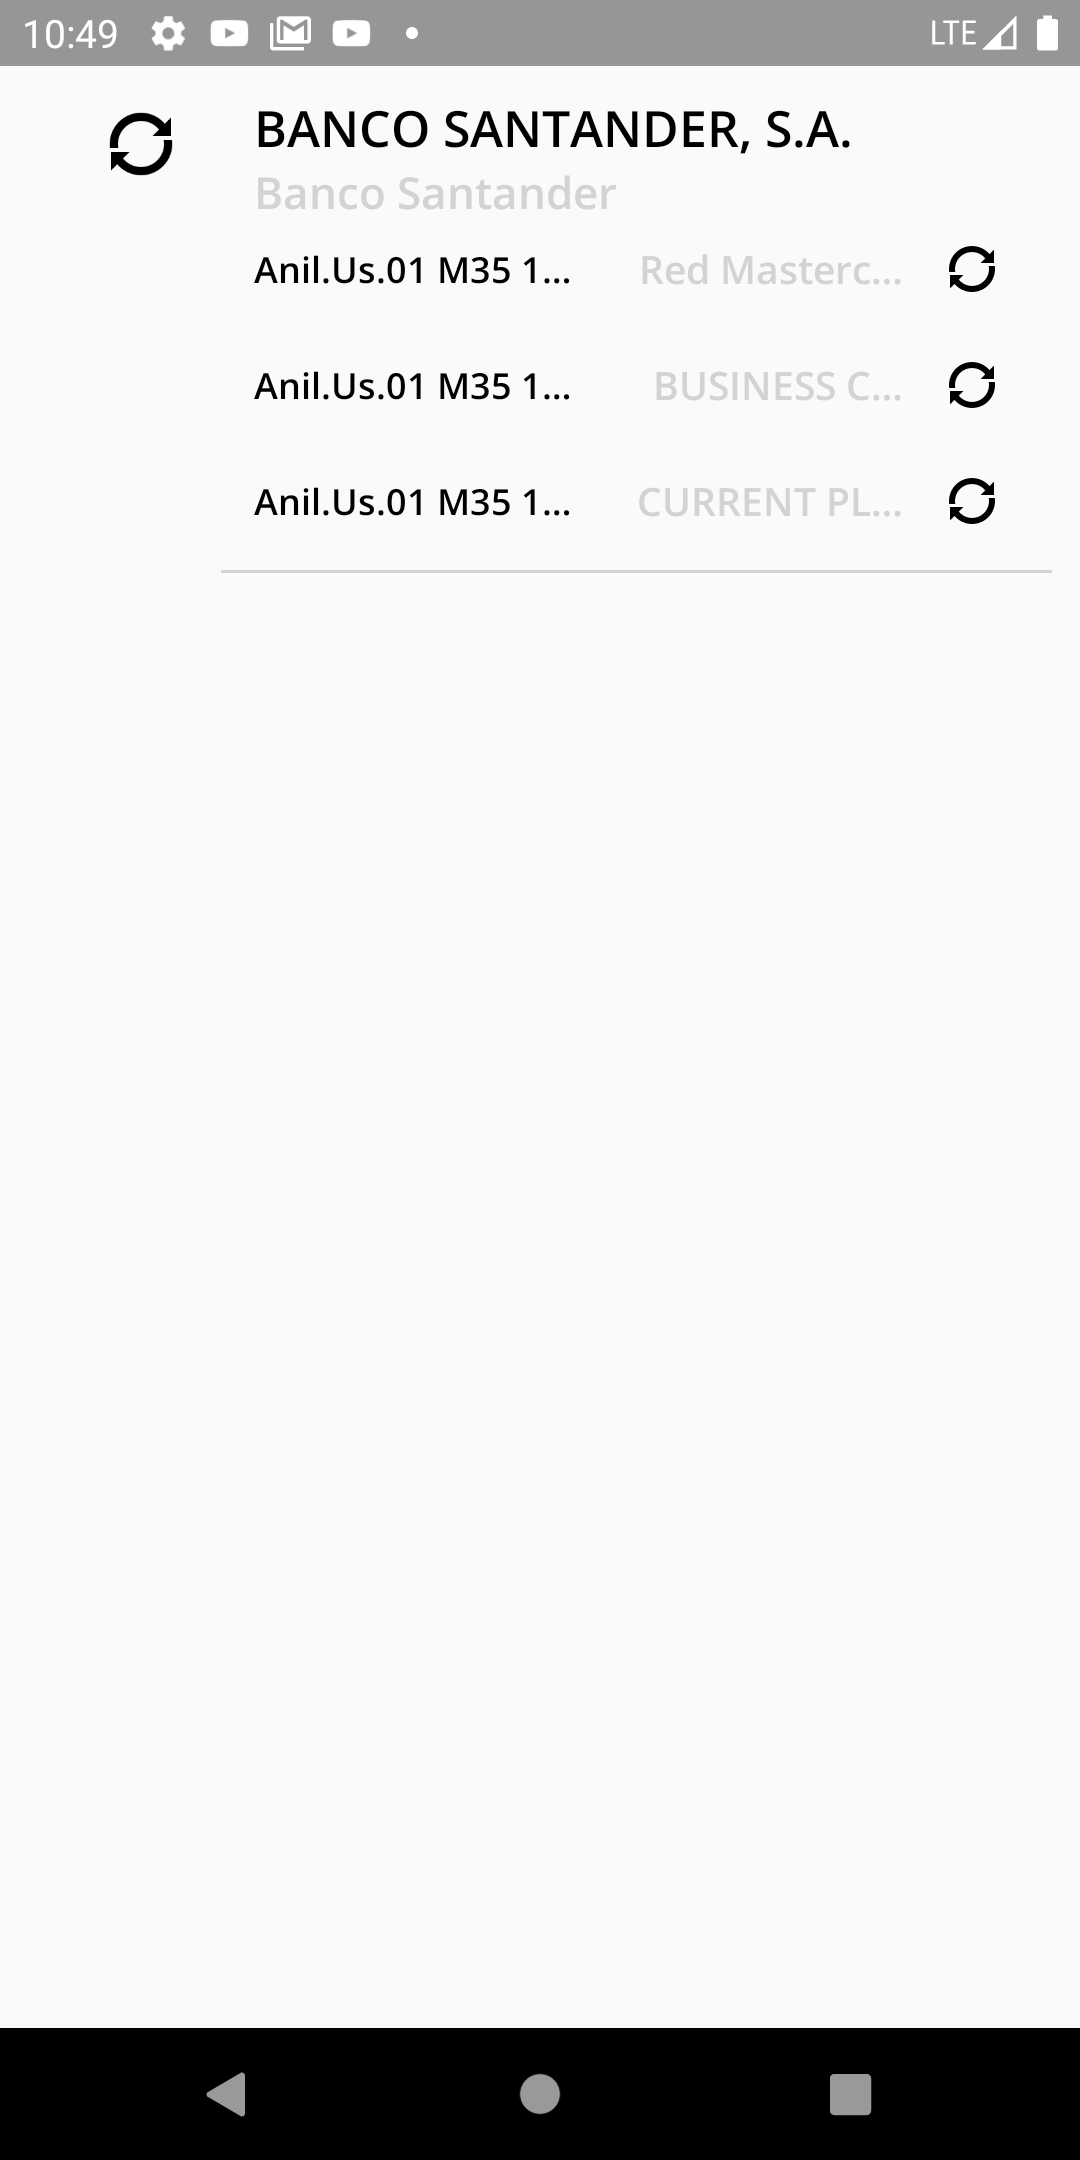 10:49 LTE
BANCO SANTANDER, S.A.
Banco Santander
Anil.Us.01 M35 1... Red Masterc...
Anil.Us.01 M35 1... BUSINESS C...
Anil.Us.01 M35 1... CURRENT PL...